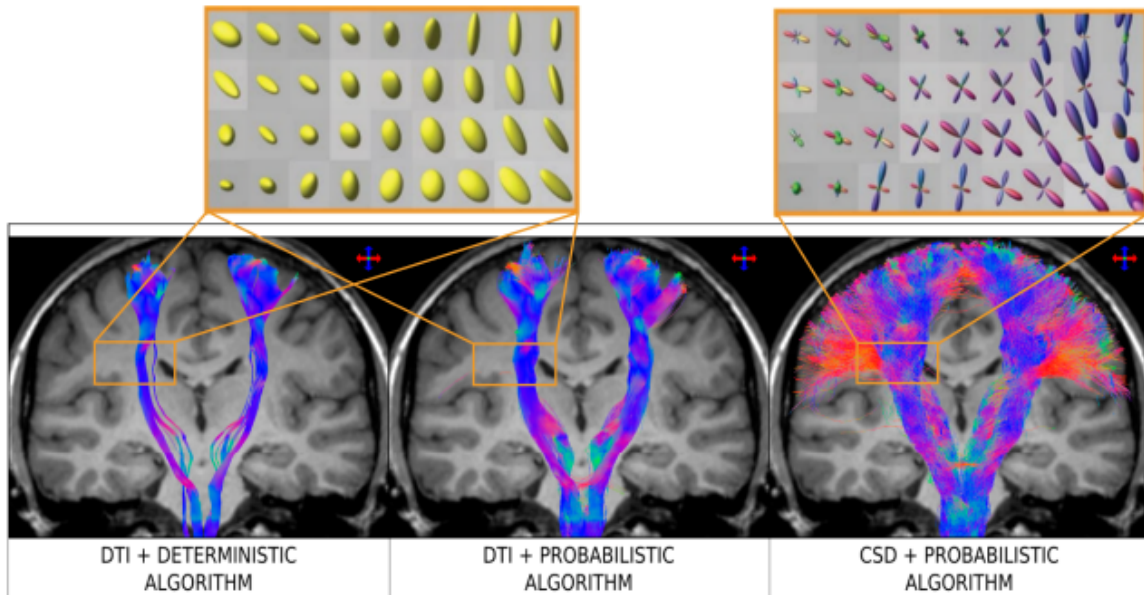 DTI + DETERMINISTIC
ALGORITHM
DTI + PROBABILISTIC
ALGORITHM
CSD + PROBABILISTIC
ALGORITHM